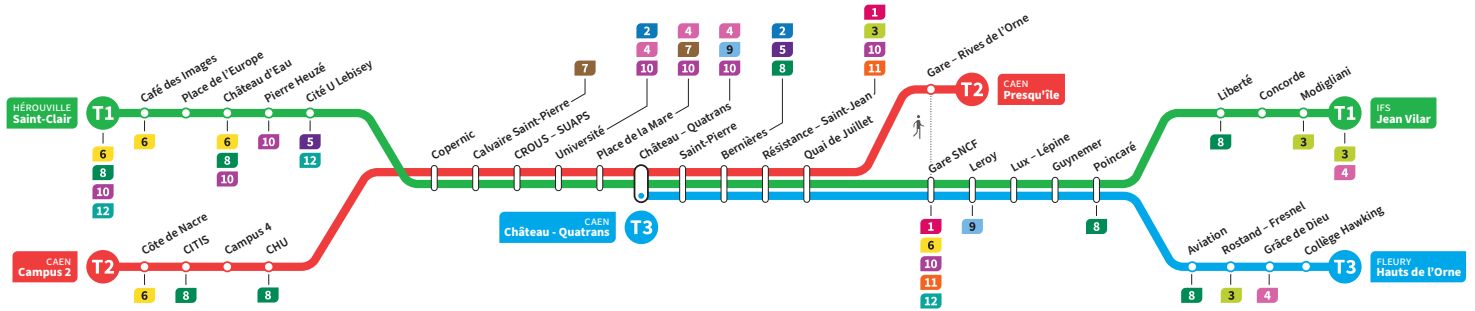 HÉROUVILLE
Saint-Clair
T1
6
8
10
12
Café des Images
6
Place de l'Europe
Château d'Eau
6
8
10
Pierre Heuzé
10
Cité U Lebisey
5
12
CAEN
Campus 2
T2
Côte de Nacre
6
CITIS
8
Campus 4
CHU
8
Copernic
Calvaire Saint-Pierre
7
CROUS – SUAPS
Université
2
4
10
Place de la Mare
4
7
10
Château – Quatrans
4
9
10
CAEN
Château - Quatrans
T3
Saint-Pierre
Bernières
2
5
8
Résistance – Saint-Jean
1
3
10
11
Quai de Juillet
Gare – Rives de l'Orne
T2
CAEN
Presqu'île
Gare SNCF
1
6
10
11
12
Leroy
9
Lux – Lépine
Guynemer
Poincaré
8
Liberté
8
Concorde
Modigliani
3
T1
IFS
Jean Vilar
3
4
Aviation
8
Rostand – Fresnel
3
Grâce de Dieu
4
Collège Hawking
T3
FLEURY
Hauts de l'Orne